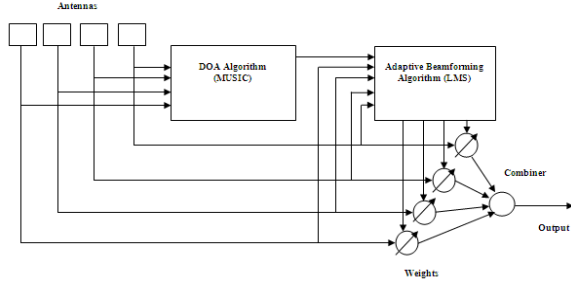 Antennas
DOA Algorithm
(MUSIC)
Adaptive Beamforming
Algorithm (LMS)
Combiner
Output
Weights